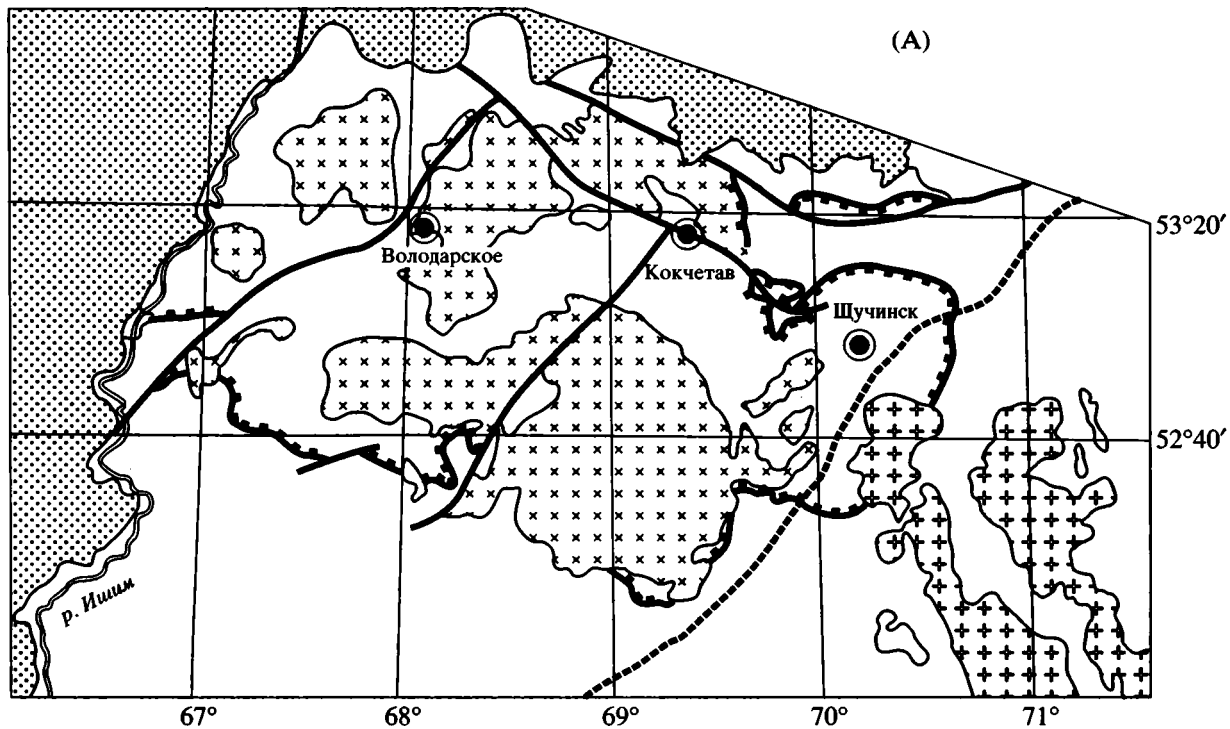 (А)
53°20′
Володарское
Кокчетав
Щучинск
52°40′
р. Ишим
67°
68°
69°
70°
71°